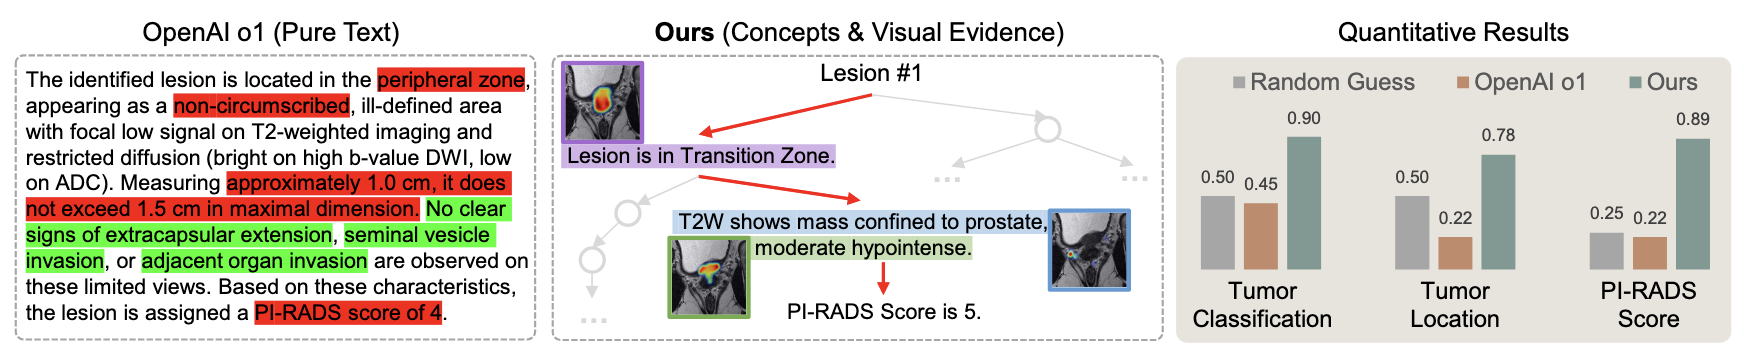 OpenAI o1 (Pure Text)
The identified lesion is located in the peripheral zone,
appearing as a non-circumscribed, ill-defined area
with focal low signal on T2-weighted imaging and
restricted diffusion (bright on high b-value DWI, low
on ADC). Measuring approximately 1.0 cm, it does
not exceed 1.5 cm in maximal dimension. No clear
signs of extracapsular extension, seminal vesicle
invasion, or adjacent organ invasion are observed on
these limited views. Based on these characteristics,
the lesion is assigned a PI-RADS score of 4.
Ours (Concepts & Visual Evidence)
Lesion #1
Lesion is in Transition Zone.
...
...
T2W shows mass confined to prostate,
moderate hypointense.
...
PI-RADS Score is 5.
Quantitative Results
Random Guess
OpenAI o1
Ours
0.50
0.45
0.90
Tumor
Classification
0.50
0.22
0.78
Tumor
Location
0.25
0.22
0.89
PI-RADS
Score